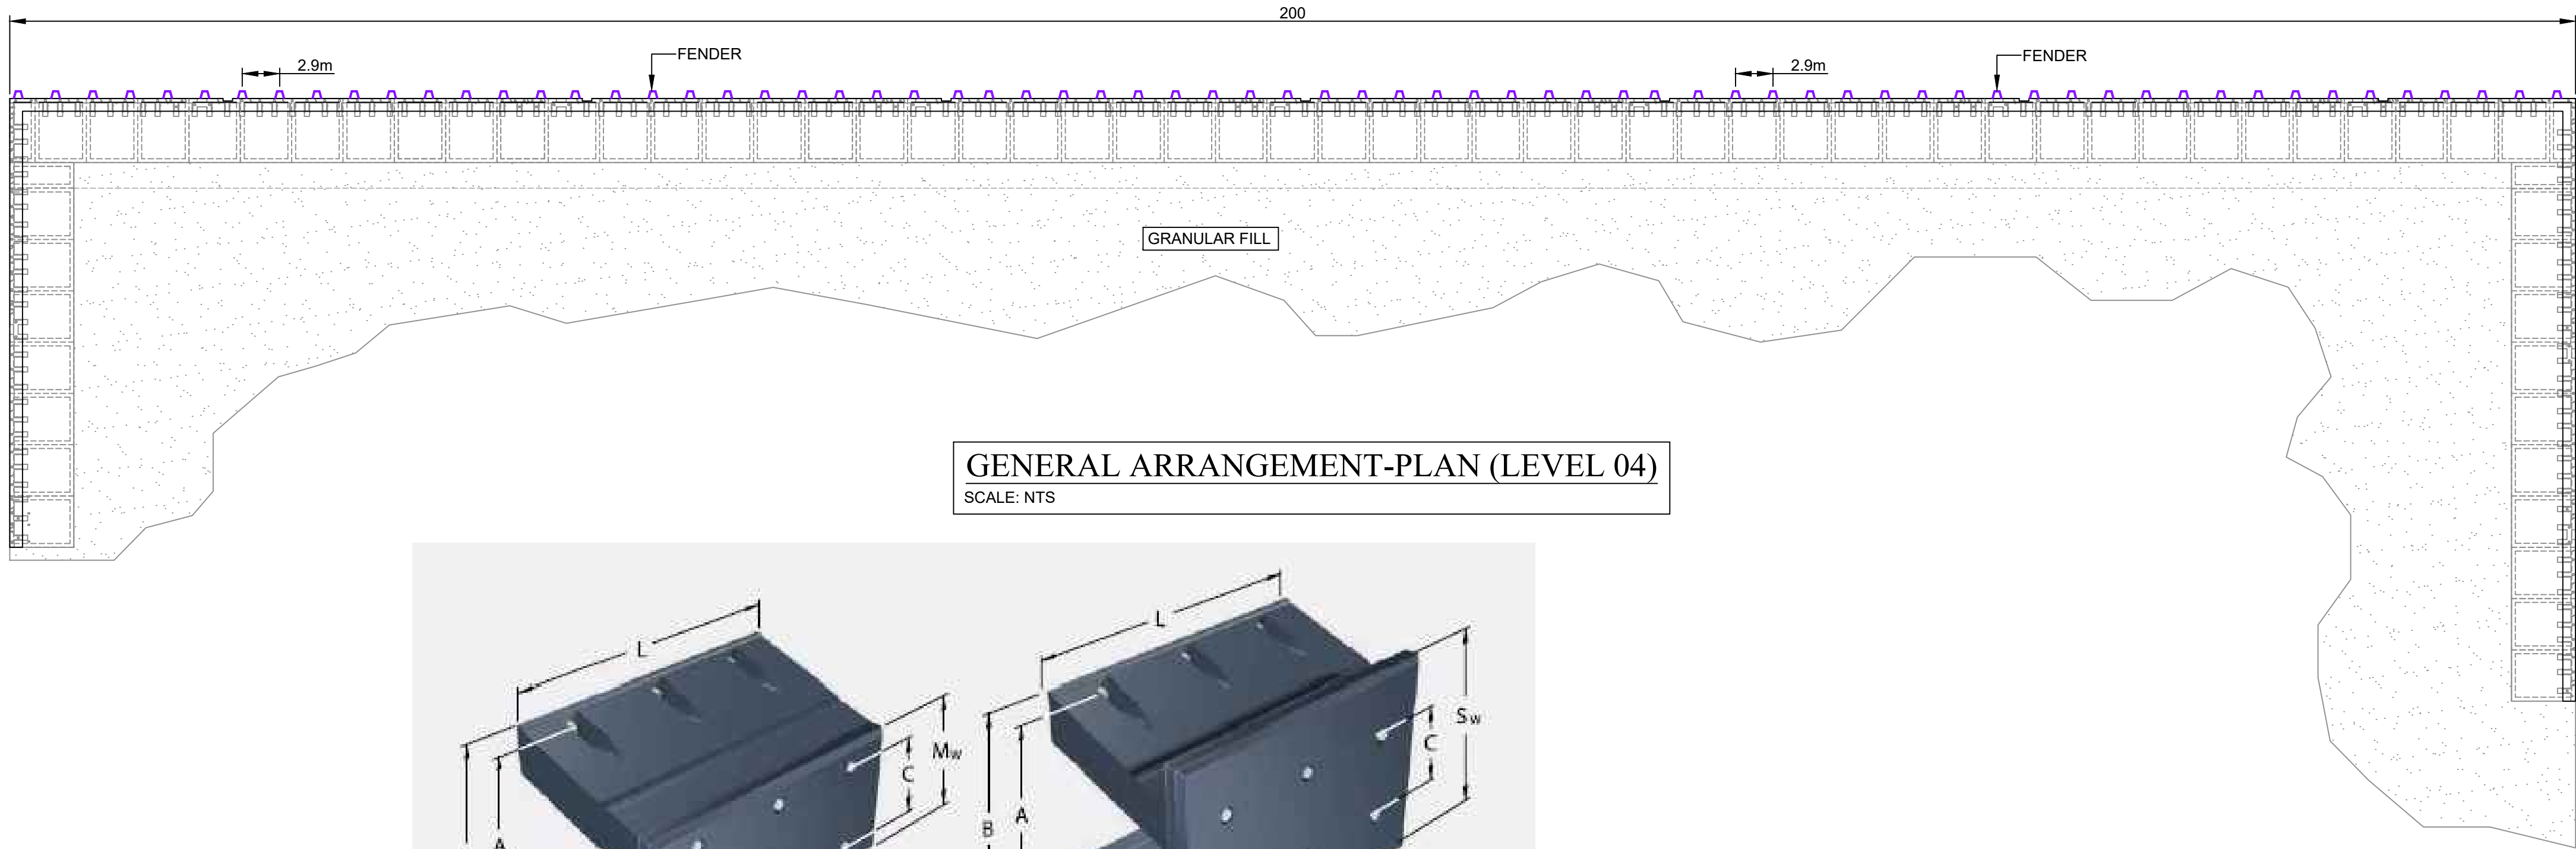 200
FENDER
2.9m
2.9m
FENDER
GRANULAR FILL
GENERAL ARRANGEMENT-PLAN (LEVEL 04)
SCALE: NTS
L
L
Mw
C
A
Sw
C
B
A